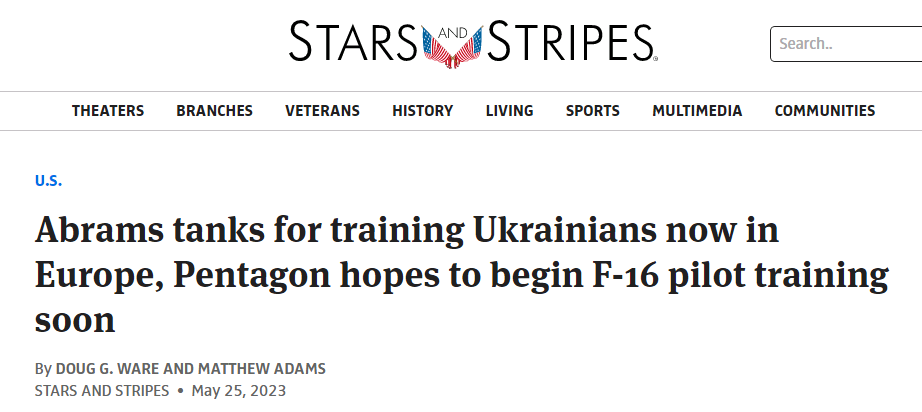 STARS AND STRIPES®
Search..
THEATERS BRANCHES VETERANS HISTORY LIVING SPORTS MULTIMEDIA COMMUNITIES
U.S.
Abrams tanks for training Ukrainians now in
Europe, Pentagon hopes to begin F-16 pilot training
soon
By DOUG G. WARE AND MATTHEW ADAMS
STARS AND STRIPES • May 25, 2023